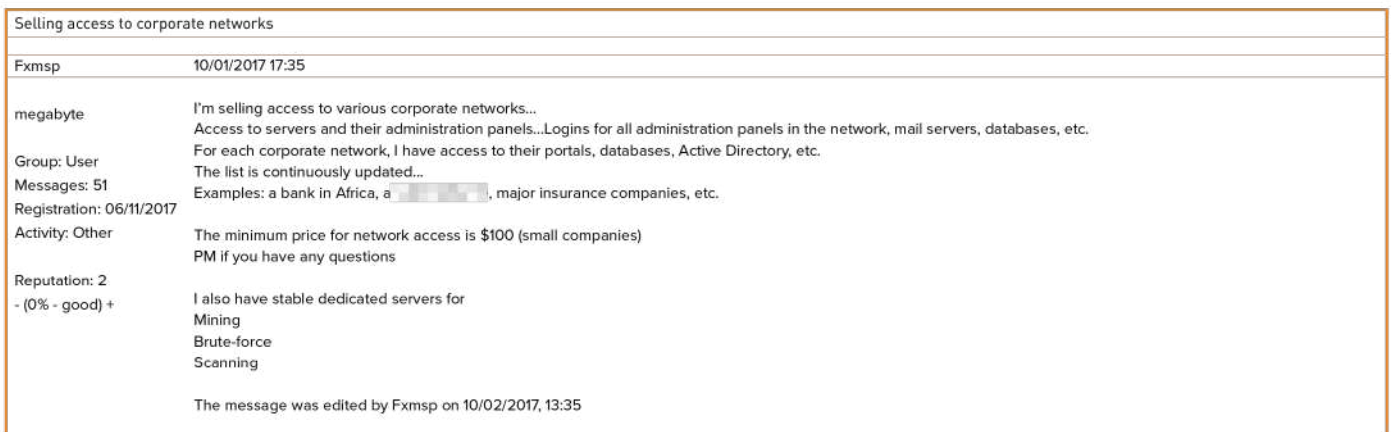 Selling access to corporate networks
Fxmsp
10/01/2017 17:35
megabyte
Group: User
Messages: 51
Registration: 06/11/2017
Activity: Other
Reputation: 2
- (0% - good) +
I'm selling access to various corporate networks...
Access to servers and their administration panels...Logins for all administration panels in the network, mail servers, databases, etc.
For each corporate network, I have access to their portals, databases, Active Directory, etc.
The list is continuously updated...
Examples: a bank in Africa, a , major insurance companies, etc.
The minimum price for network access is $100 (small companies)
PM if you have any questions
I also have stable dedicated servers for
Mining
Brute-force
Scanning
The message was edited by Fxmsp on 10/02/2017, 13:35